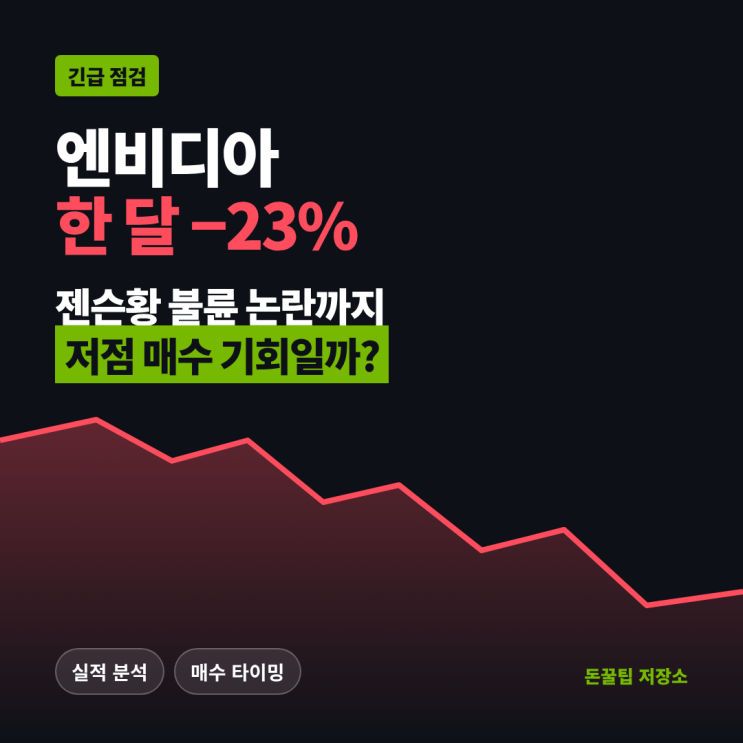 긴급 점검
엔비디아
한 달 −23%
젠슨황 불륜 논란까지
저점 매수 기회일까?
실적 분석
매수 타이밍
돈꿀팁 저장소